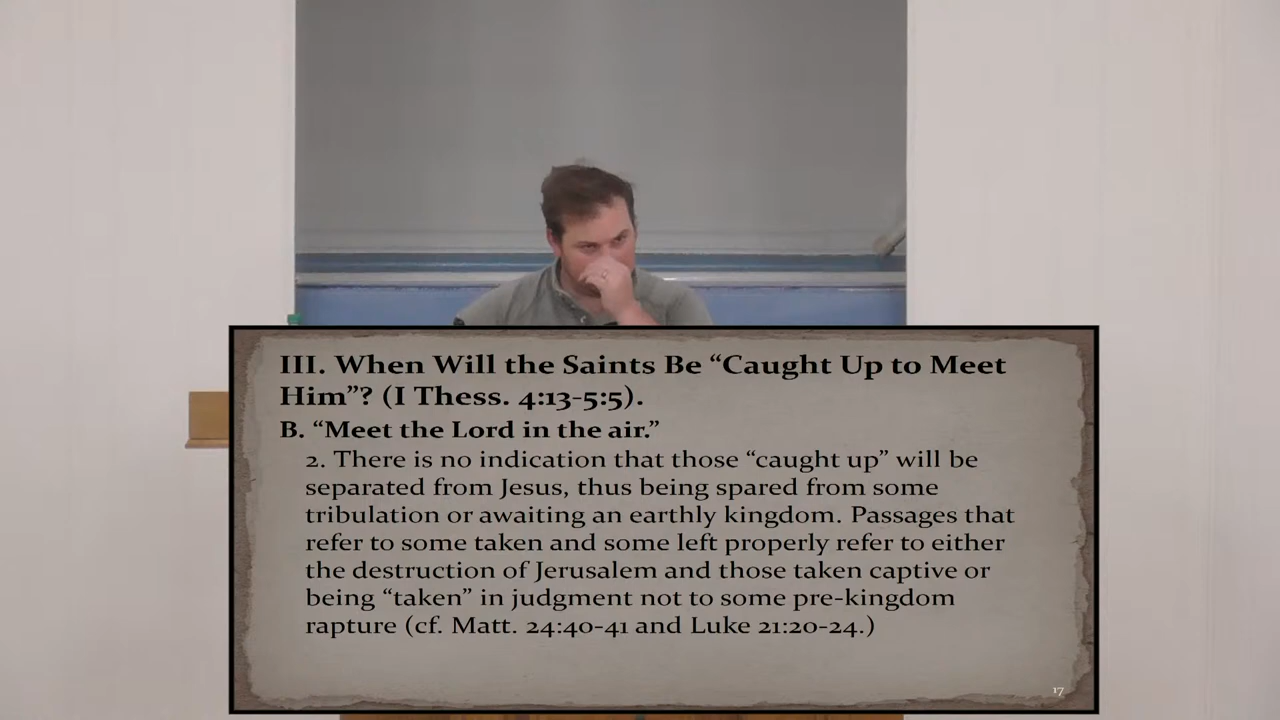 III. When Will the Saints Be “Caught Up to Meet
Him”? (I Thess. 4:13-5:5).
B. “Meet the Lord in the air.”
2. There is no indication that those “caught up” will be
separated from Jesus, thus being spared from some
tribulation or awaiting an earthly kingdom. Passages that
refer to some taken and some left properly refer to either
the destruction of Jerusalem and those taken captive or
being “taken” in judgment not to some pre-kingdom
rapture (cf. Matt. 24:40-41 and Luke 21:20-24.)
17